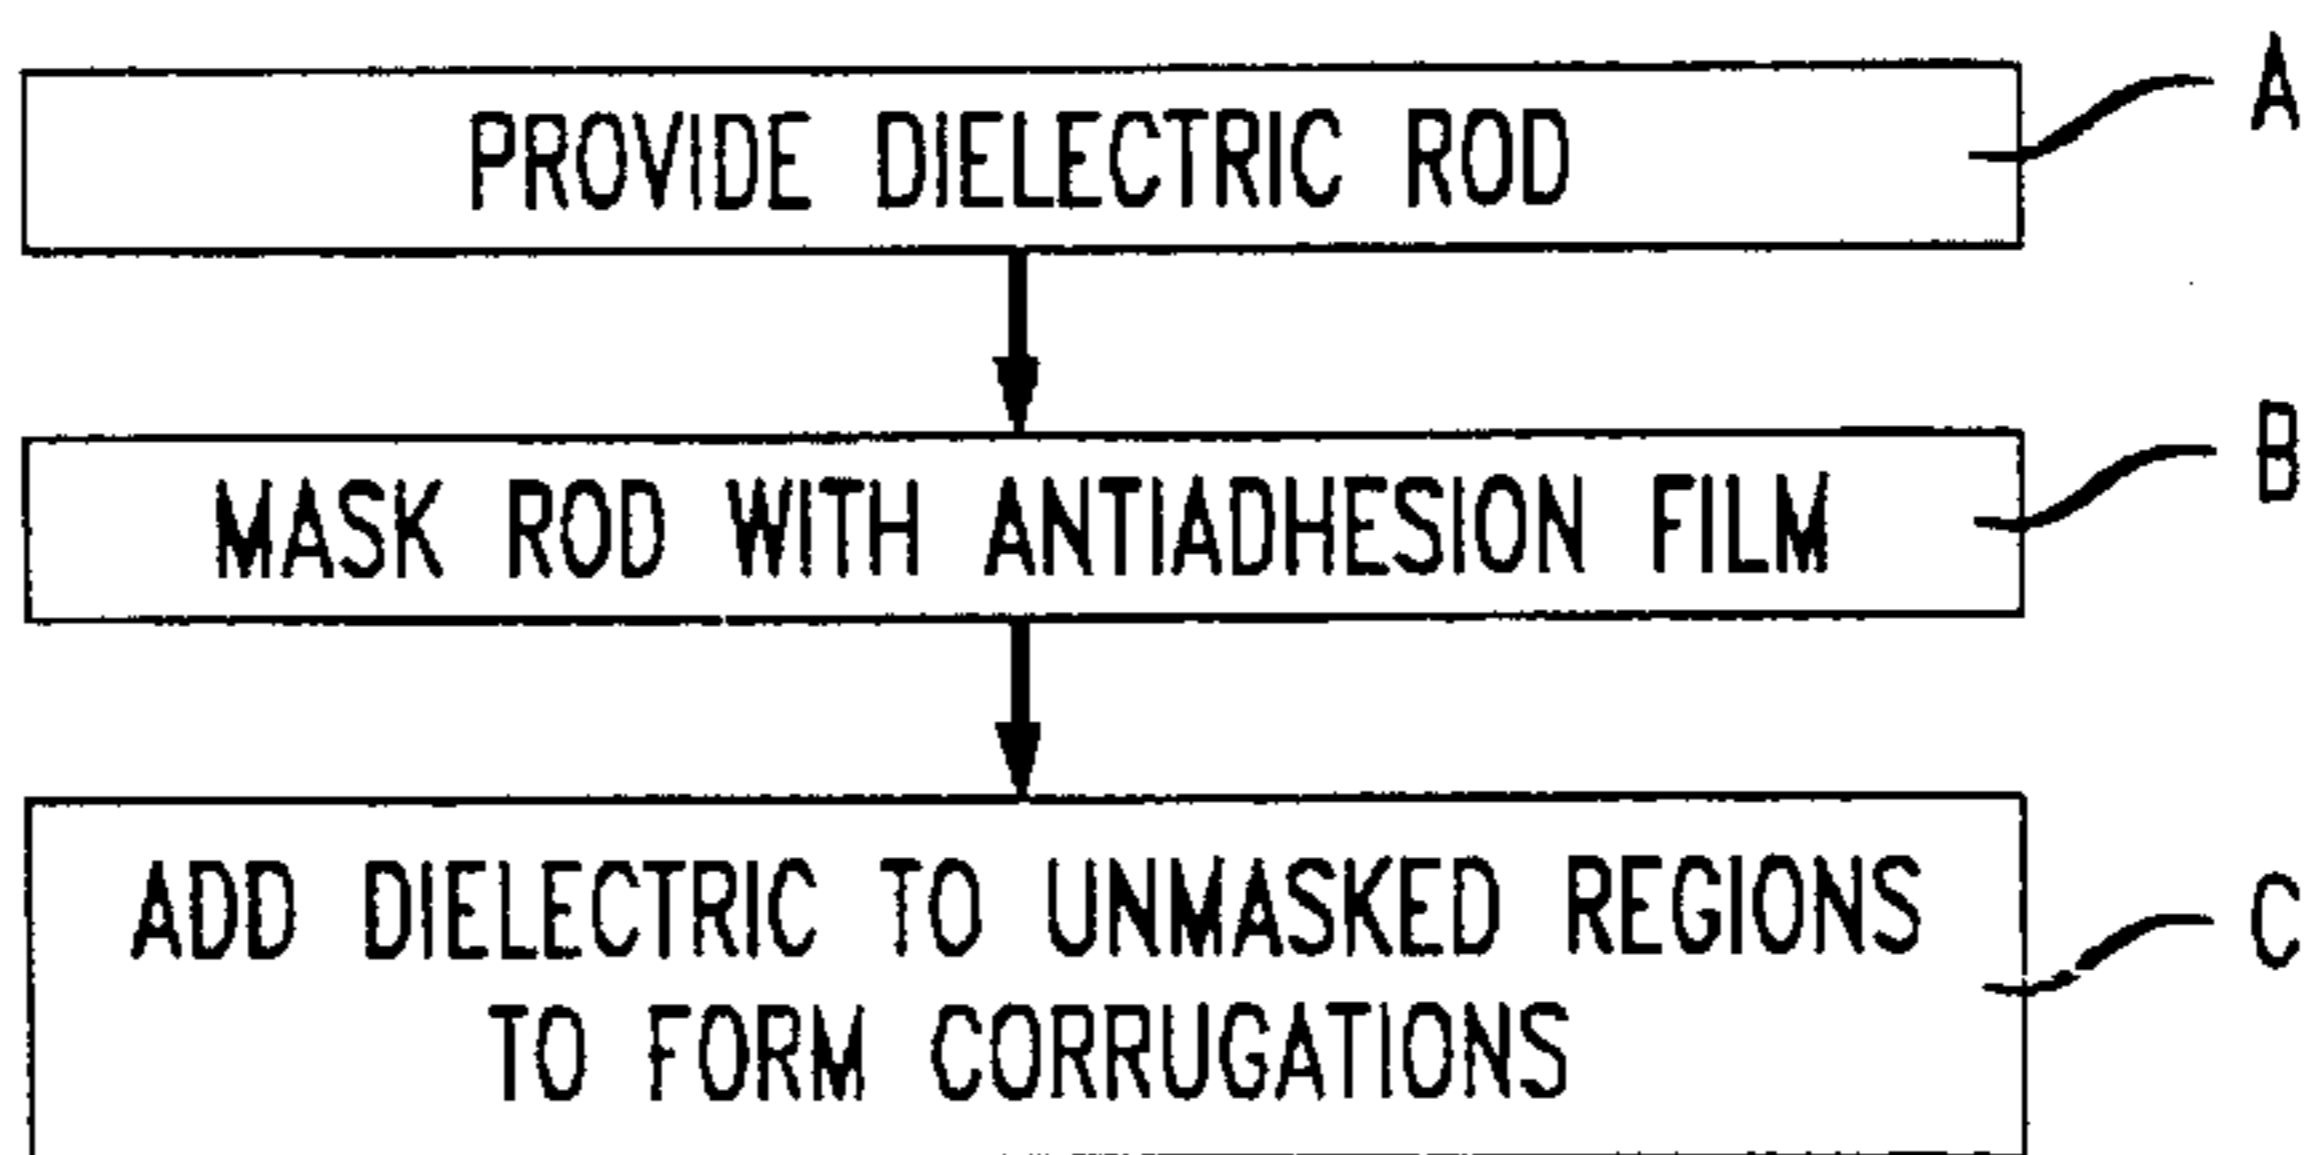 PROVIDE DIELECTRIC ROD
A
MASK ROD WITH ANTIADHESION FILM
B
ADD DIELECTRIC TO UNMASKED REGIONS
TO FORM CORRUGATIONS
C